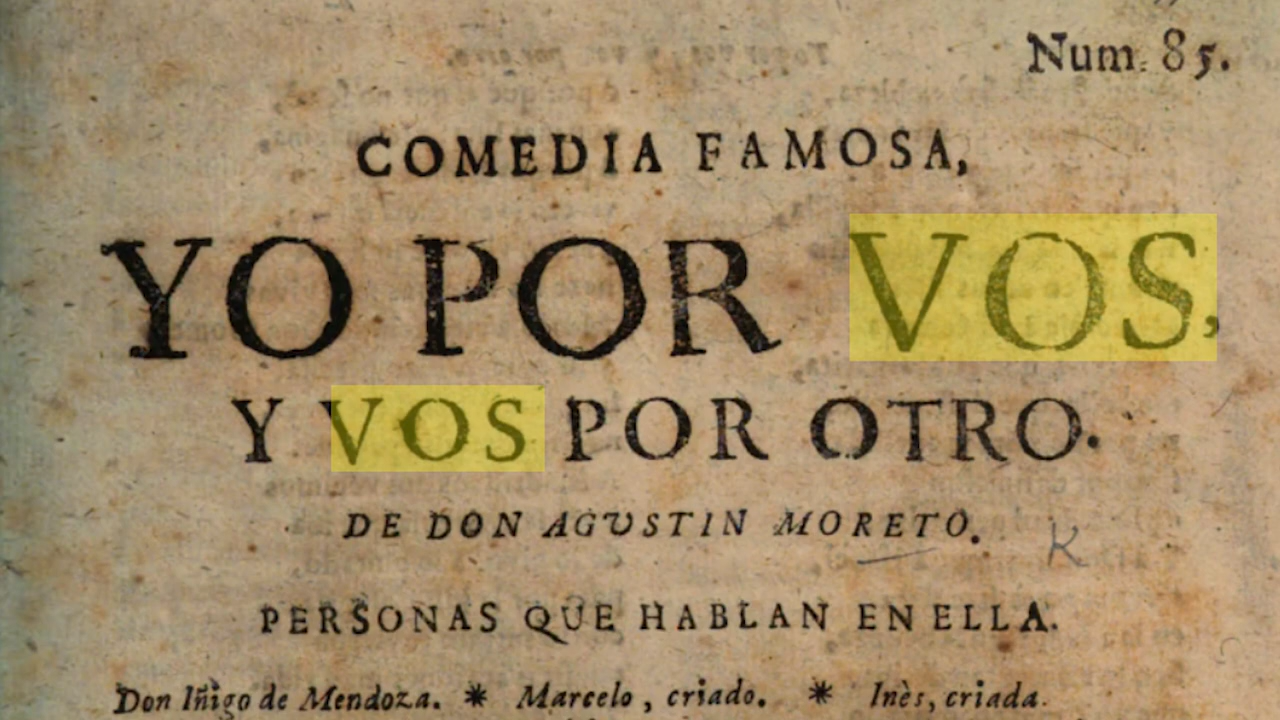 Num. 85.
COMEDIA FAMOSA,
YO POR VOS,
Y VOS POR OTRO.
DE DON AGUSTIN MORETO.
K
PERSONAS QUE HABLAN EN ELLA.
Don Iñigo de Mendoza. * Marcelo, criado. * Inès, criada.